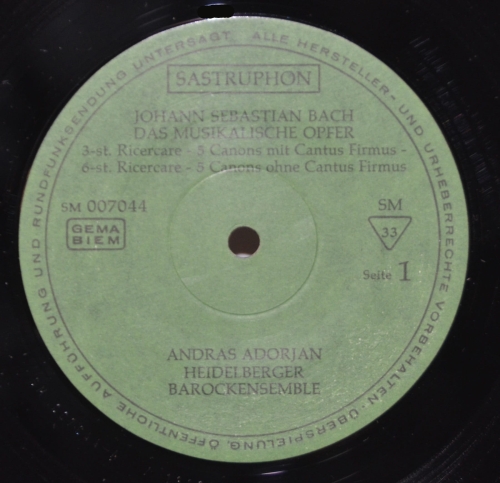 ALLE HERSTELLER- UND URHEBERRECHTE VORBEHALTEN · ÜBERSPIELUNG, ÖFFENTLICHE AUFFÜHRUNG UND RUNDFUNKSENDUNG UNTERSAGT
SASTRUPHON
JOHANN SEBASTIAN BACH
DAS MUSIKALISCHE OPFER
3-st. Ricercare - 5 Canons mit Cantus Firmus -
6-st. Ricercare - 5 Canons ohne Cantus Firmus
SM 007044
GEMA
BIEM
SM
33
Seite 1
ANDRAS ADORJAN
HEIDELBERGER
BAROCKENSEMBLE